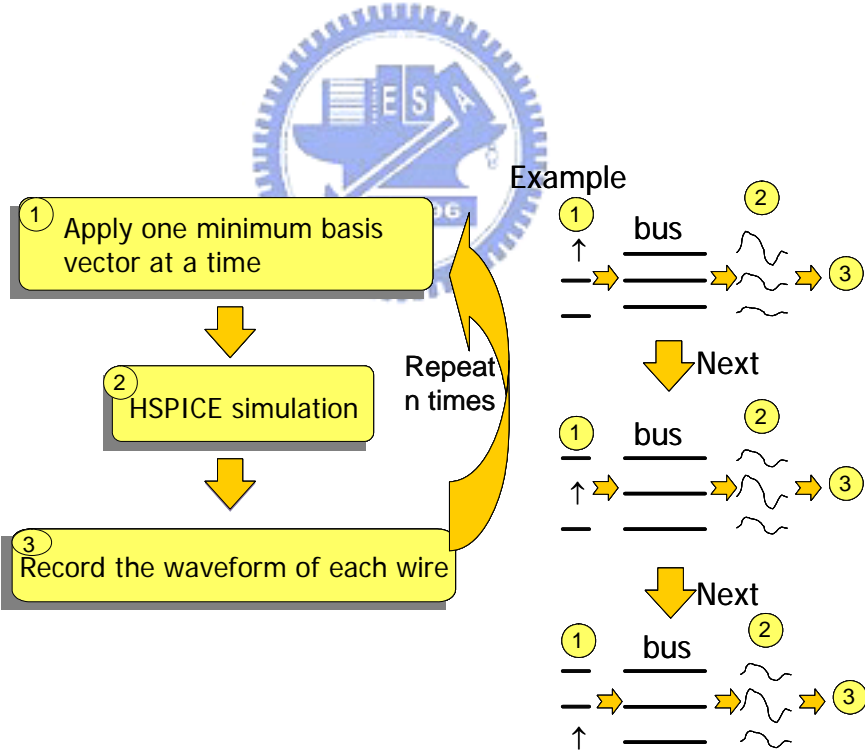 E S A
96
1
Apply one minimum basis
vector at a time
2
HSPICE simulation
3
Record the waveform of each wire
Repeat
n times
Example
1
bus
2
3
Next
1
bus
2
3
Next
1
bus
2
3